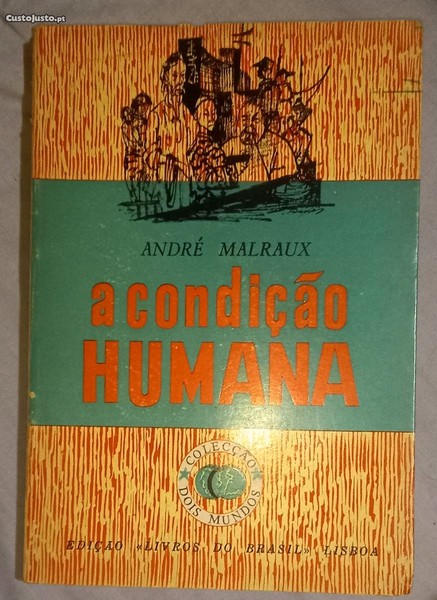 CustoJusto.pt
ANDRÉ MALRAUX
a condição
HUMANA
COLECÇÃO
DOIS MUNDOS
EDIÇÃO «LIVROS DO BRASIL» LISBOA